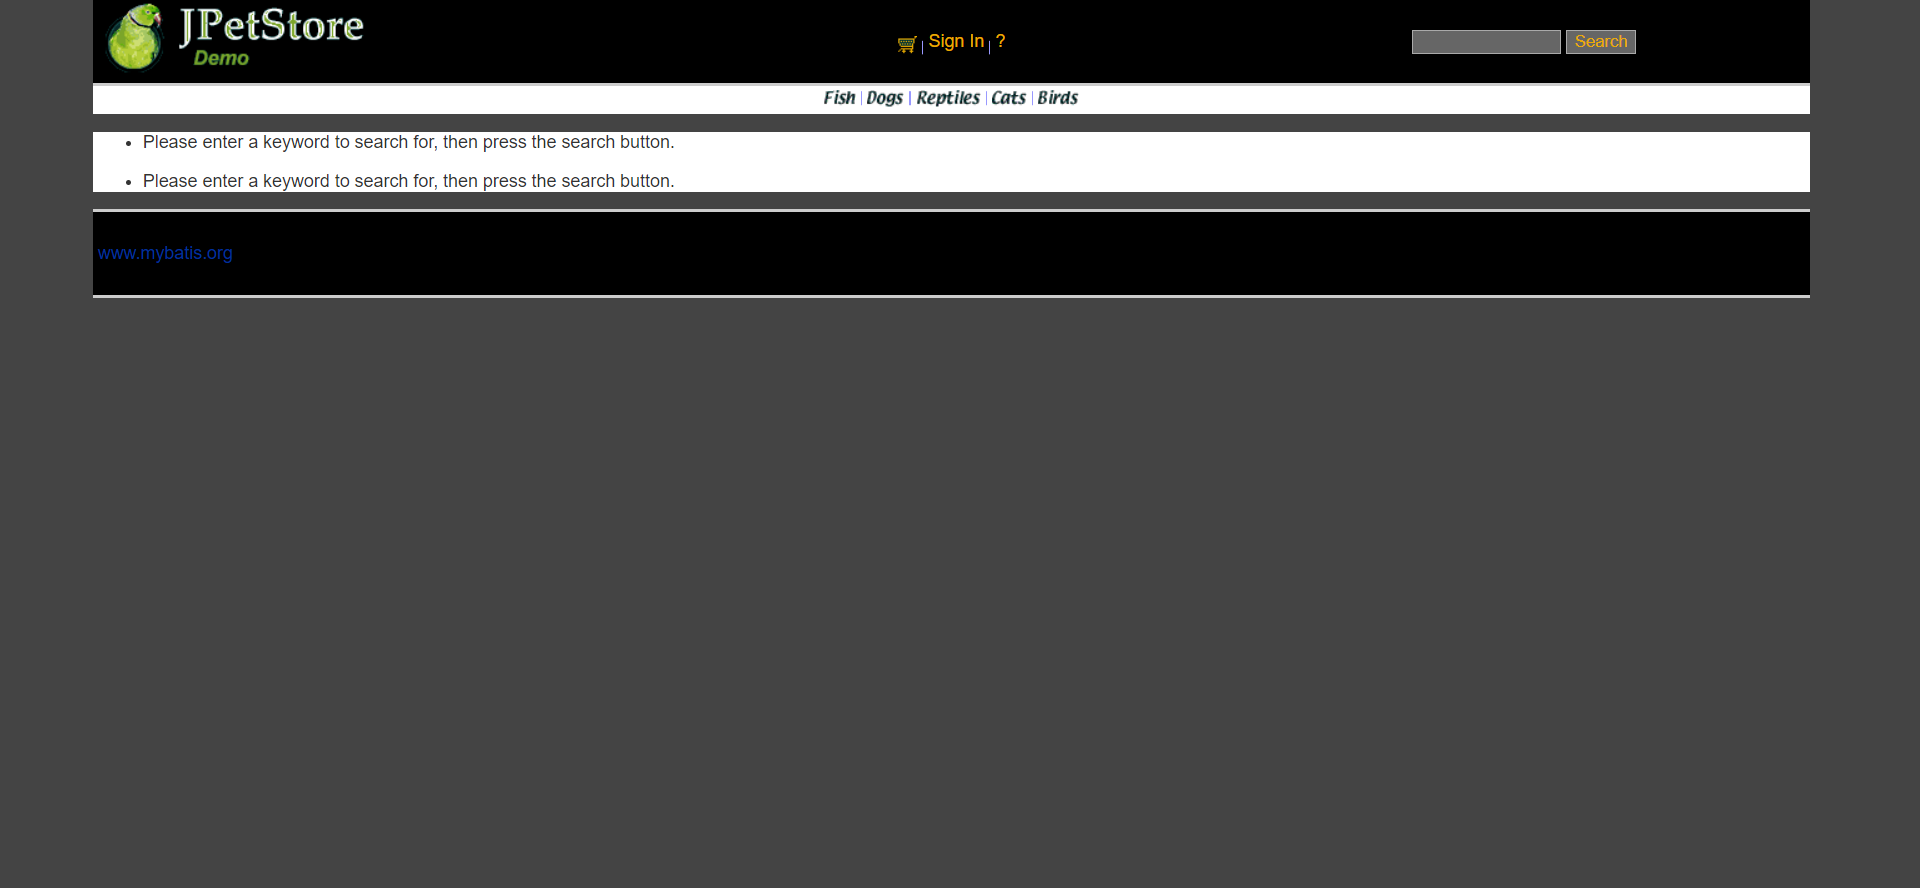 JPetStore
Demo
Sign In ? Search
Fish Dogs Reptiles Cats Birds
Please enter a keyword to search for, then press the search button.
Please enter a keyword to search for, then press the search button.
www.mybatis.org